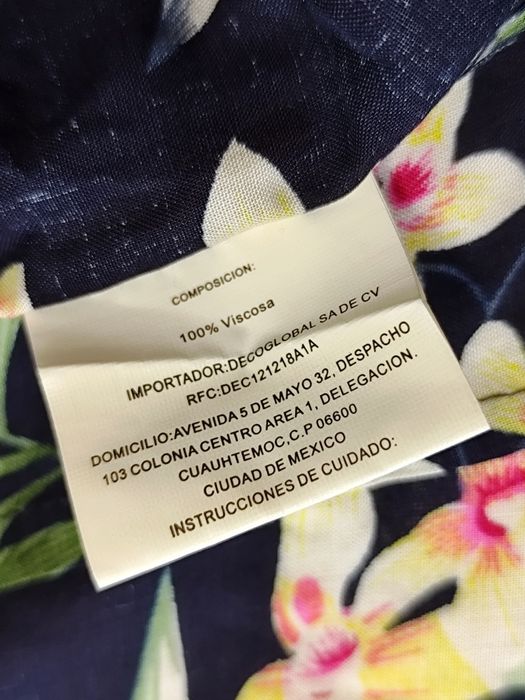 COMPOSICION:
100% Viscosa
IMPORTADOR:DECOGLOBAL SA DE CV
RFC:DEC121218A1A
DOMICILIO:AVENIDA 5 DE MAYO 32, DESPACHO
103 COLONIA CENTRO AREA 1, DELEGACION.
CUAUHTEMOC,C.P 06600
CIUDAD DE MEXICO
INSTRUCCIONES DE CUIDADO: